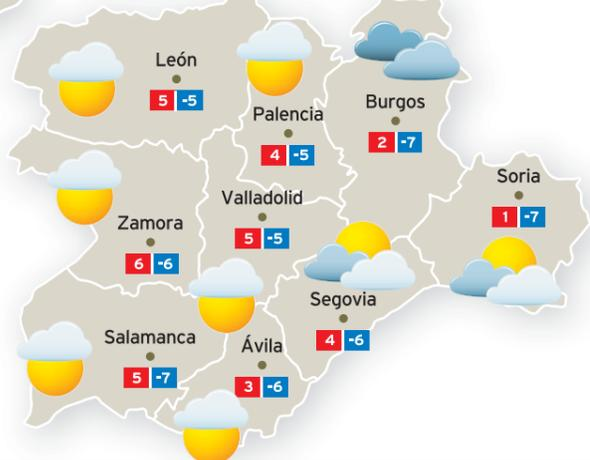 León
5 -5
Palencia
4 -5
Burgos
2 -7
Soria
1 -7
Valladolid
5 -5
Zamora
6 -6
Segovia
4 -6
Salamanca
5 -7
Ávila
3 -6